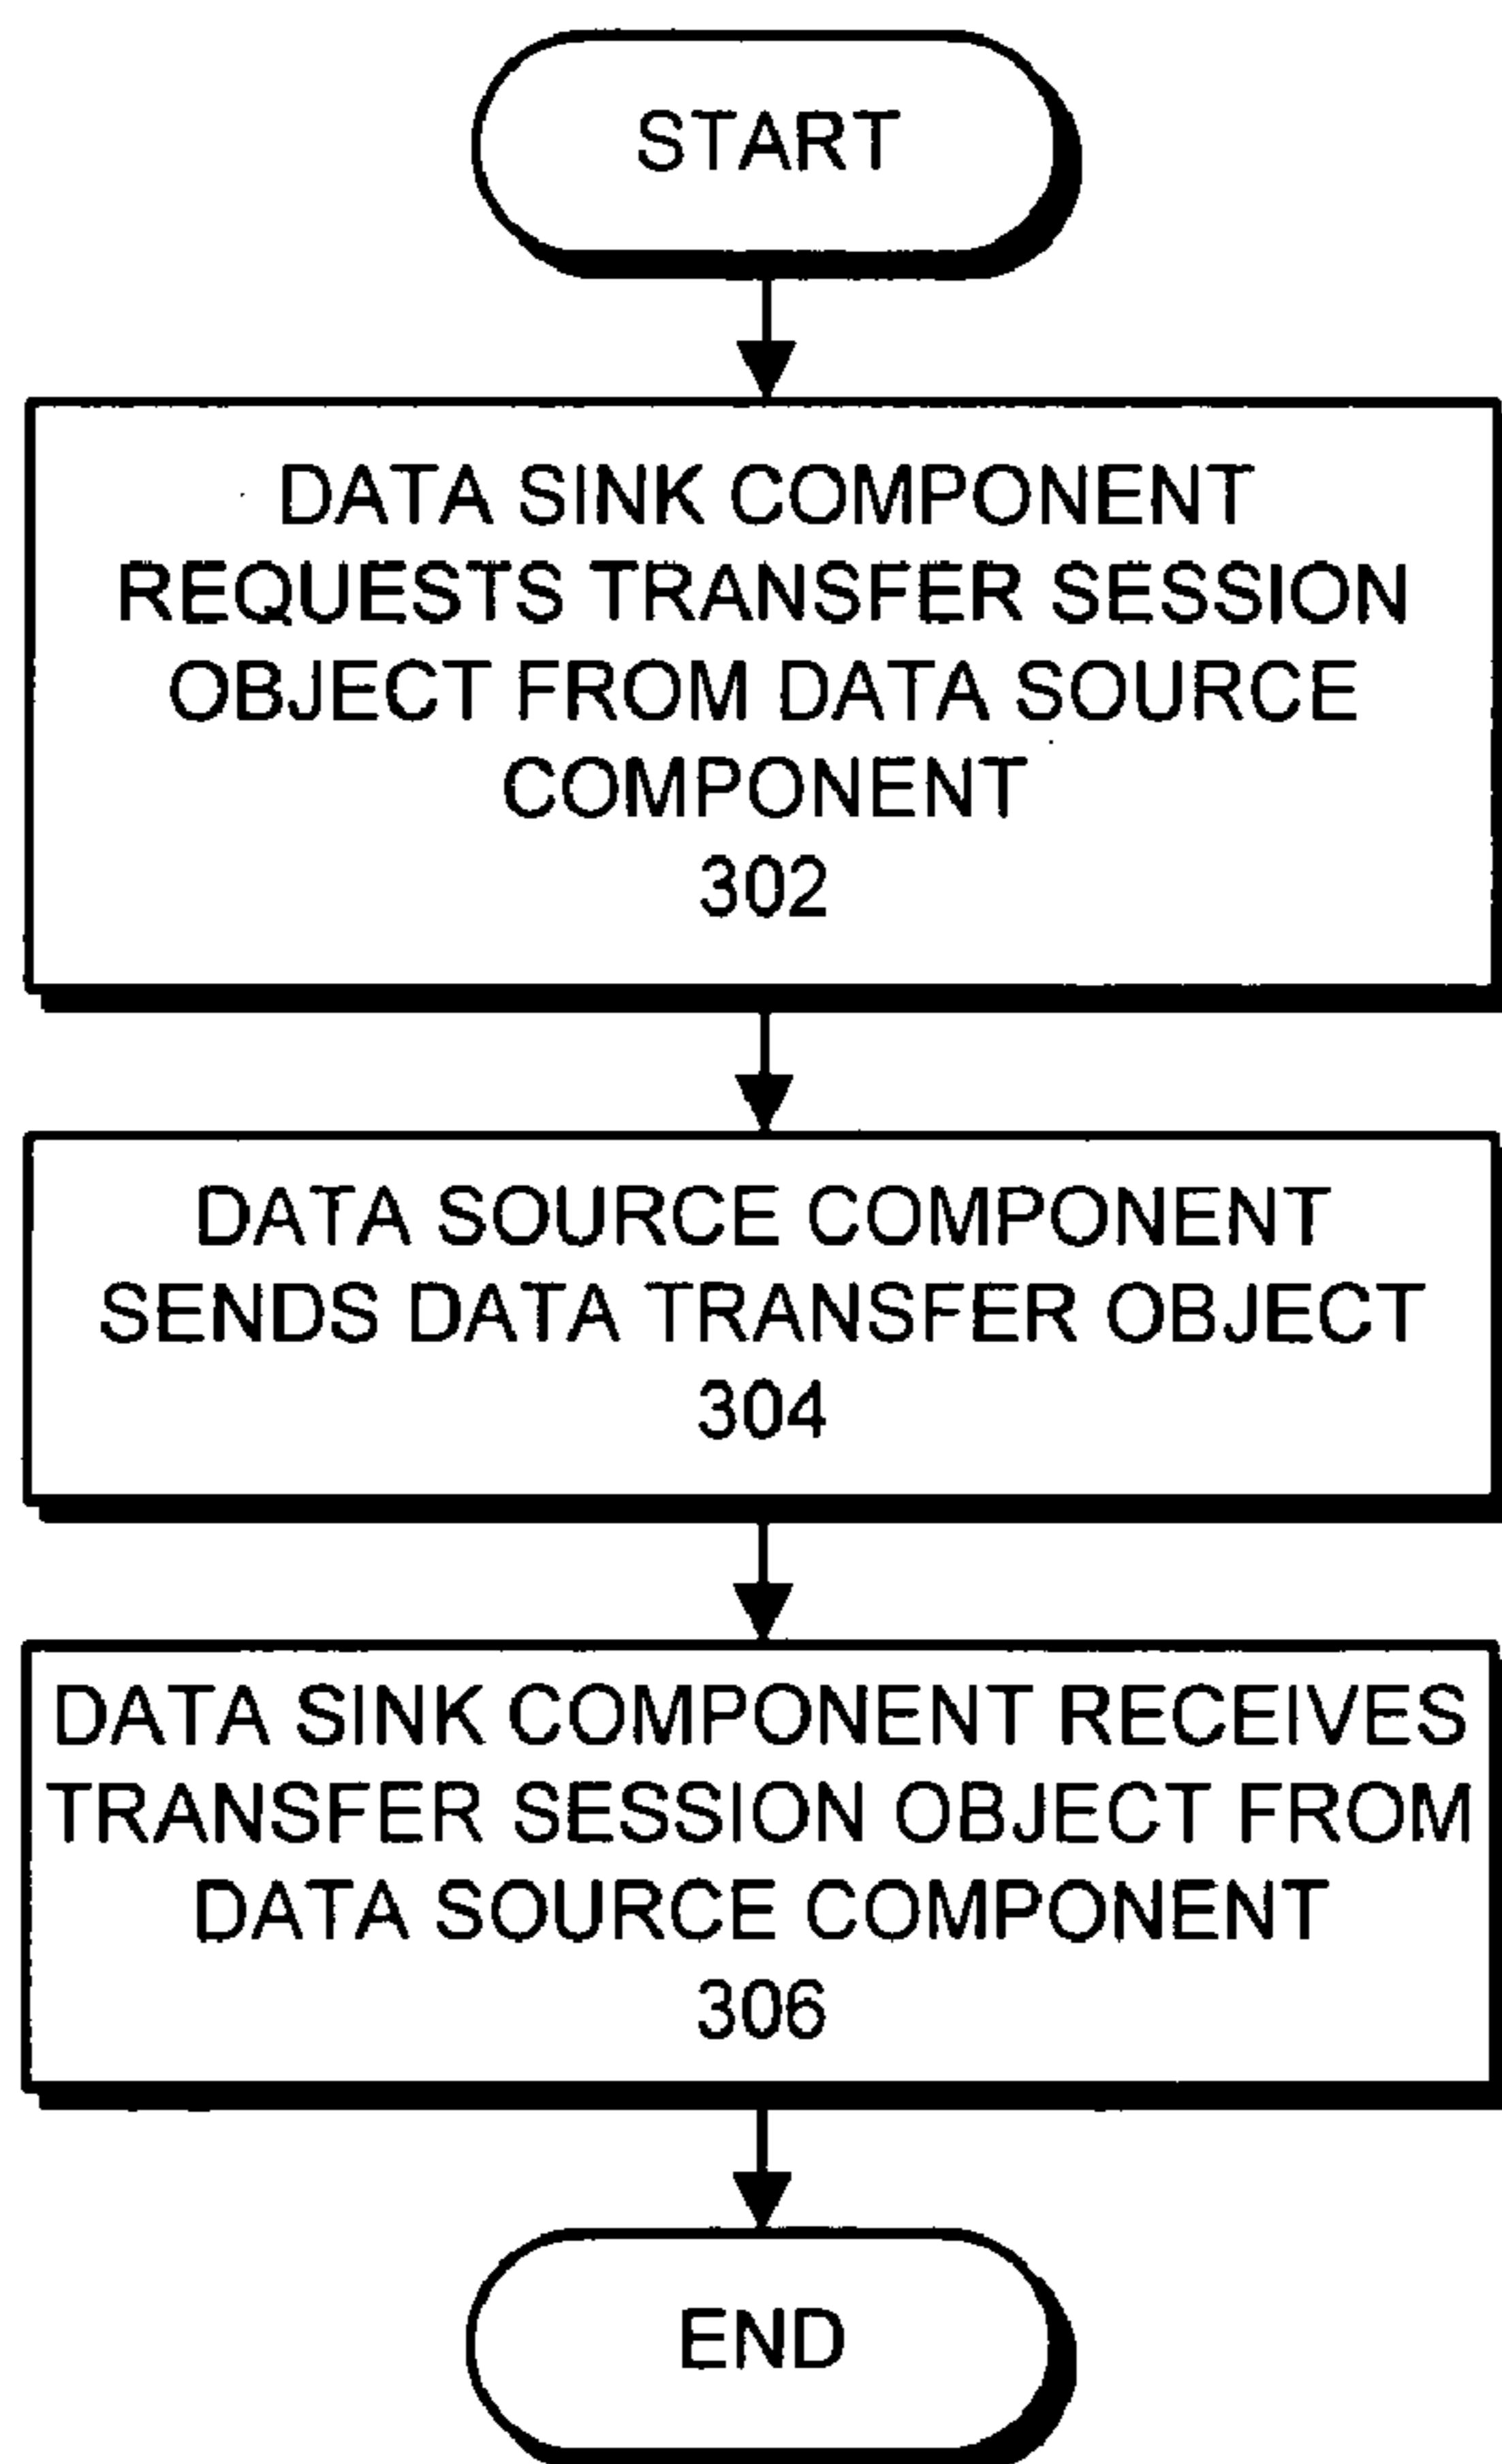 START
DATA SINK COMPONENT
REQUESTS TRANSFER SESSION
OBJECT FROM DATA SOURCE
COMPONENT
302
DATA SOURCE COMPONENT
SENDS DATA TRANSFER OBJECT
304
DATA SINK COMPONENT RECEIVES
TRANSFER SESSION OBJECT FROM
DATA SOURCE COMPONENT
306
END